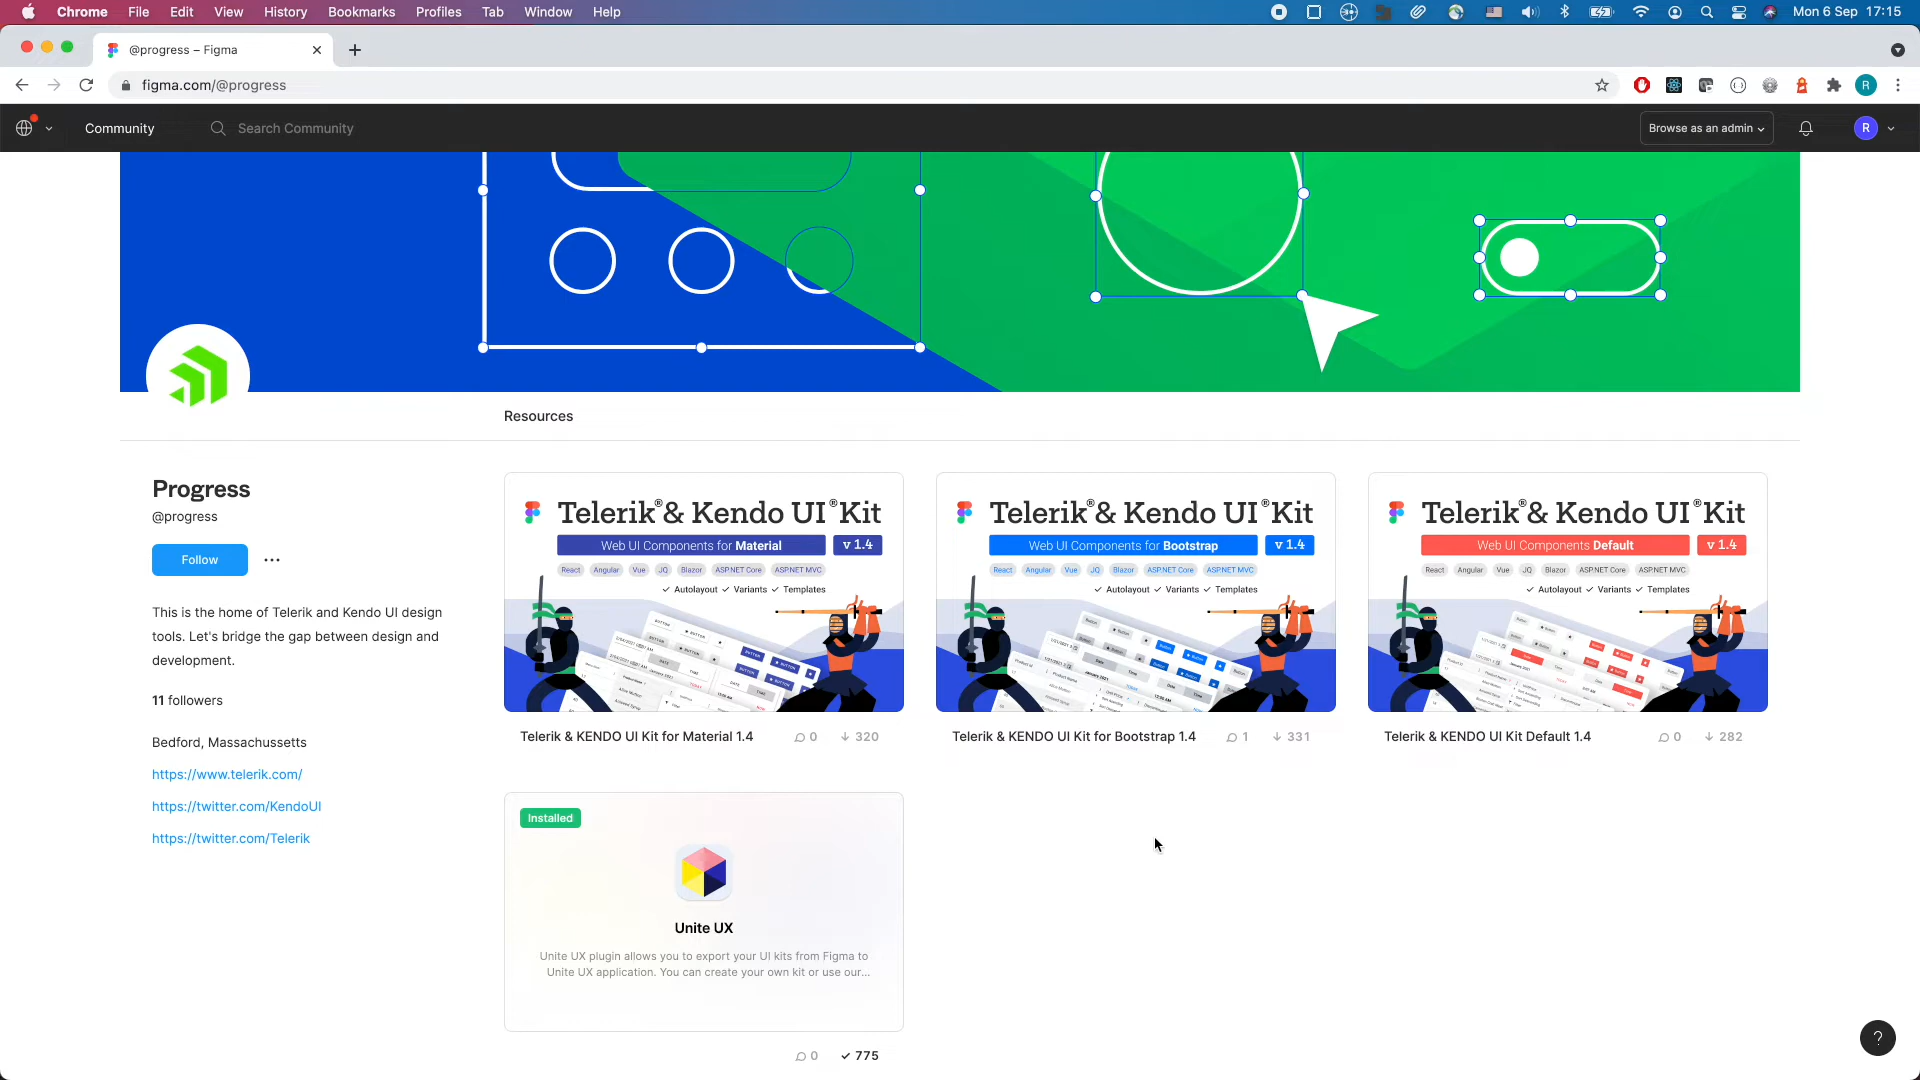 Chrome File Edit View History Bookmarks Profiles Tab Window Help Mon 6 Sep 17:15
@progress – Figma
figma.com/@progress R
Community Search Community Browse as an admin R
Resources
Progress
@progress
Follow
This is the home of Telerik and Kendo UI design
tools. Let's bridge the gap between design and
development.
11 followers
Bedford, Massachussetts
https://www.telerik.com/
https://twitter.com/KendoUI
https://twitter.com/Telerik
Telerik® & Kendo UI® Kit
Web UI Components for Material v 1.4
React Angular Vue JQ Blazor ASP.NET Core ASP.NET MVC
✓ Autolayout ✓ Variants ✓ Templates
Telerik & KENDO UI Kit for Material 1.4 0 320
Telerik® & Kendo UI® Kit
Web UI Components for Bootstrap v 1.4
React Angular Vue JQ Blazor ASP.NET Core ASP.NET MVC
✓ Autolayout ✓ Variants ✓ Templates
Telerik & KENDO UI Kit for Bootstrap 1.4 1 331
Telerik® & Kendo UI® Kit
Web UI Components Default v 1.4
React Angular Vue JQ Blazor ASP.NET Core ASP.NET MVC
✓ Autolayout ✓ Variants ✓ Templates
Telerik & KENDO UI Kit Default 1.4 0 282
Installed
Unite UX
Unite UX plugin allows you to export your UI kits from Figma to
Unite UX application. You can create your own kit or use our...
0 775
?